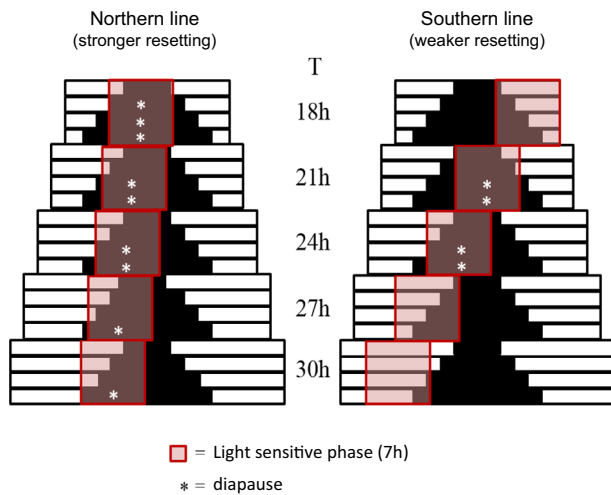 Northern line
(stronger resetting)
Southern line
(weaker resetting)
T
18h
21h
24h
27h
30h
= Light sensitive phase (7h)
* = diapause